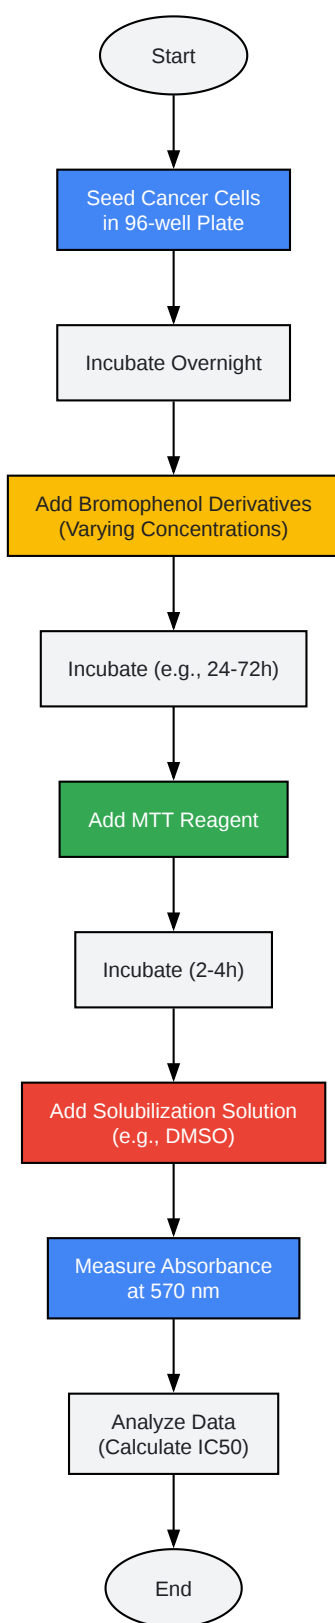 Start
Seed Cancer Cells
in 96-well Plate
Incubate Overnight
Add Bromophenol Derivatives
(Varying Concentrations)
Incubate (e.g., 24-72h)
Add MTT Reagent
Incubate (2-4h)
Add Solubilization Solution
(e.g., DMSO)
Measure Absorbance
at 570 nm
Analyze Data
(Calculate IC50)
End